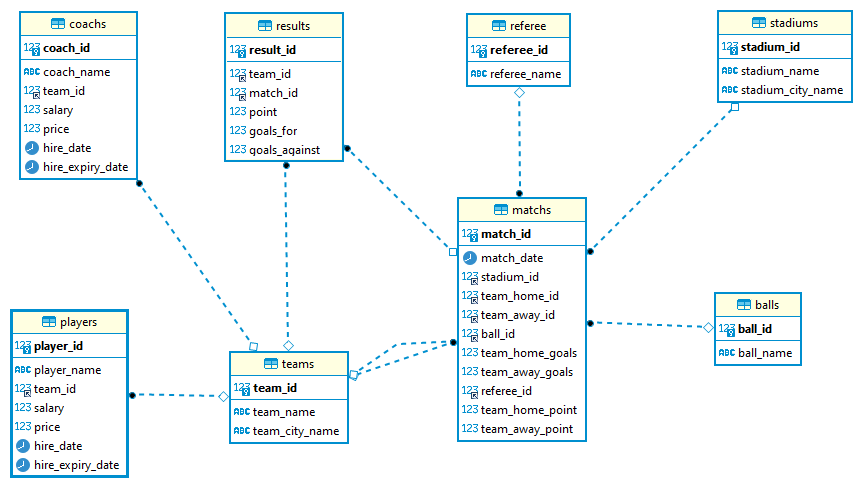 coachs
123 coach_id
ABC coach_name
123 team_id
123 salary
123 price
hire_date
hire_expiry_date
results
123 result_id
123 team_id
123 match_id
123 point
123 goals_for
123 goals_against
referee
123 referee_id
ABC referee_name
stadiums
123 stadium_id
ABC stadium_name
ABC stadium_city_name
matchs
123 match_id
match_date
123 stadium_id
123 team_home_id
123 team_away_id
123 ball_id
123 team_home_goals
123 team_away_goals
123 referee_id
123 team_home_point
123 team_away_point
balls
123 ball_id
ABC ball_name
players
123 player_id
ABC player_name
123 team_id
123 salary
123 price
hire_date
hire_expiry_date
teams
123 team_id
ABC team_name
ABC team_city_name